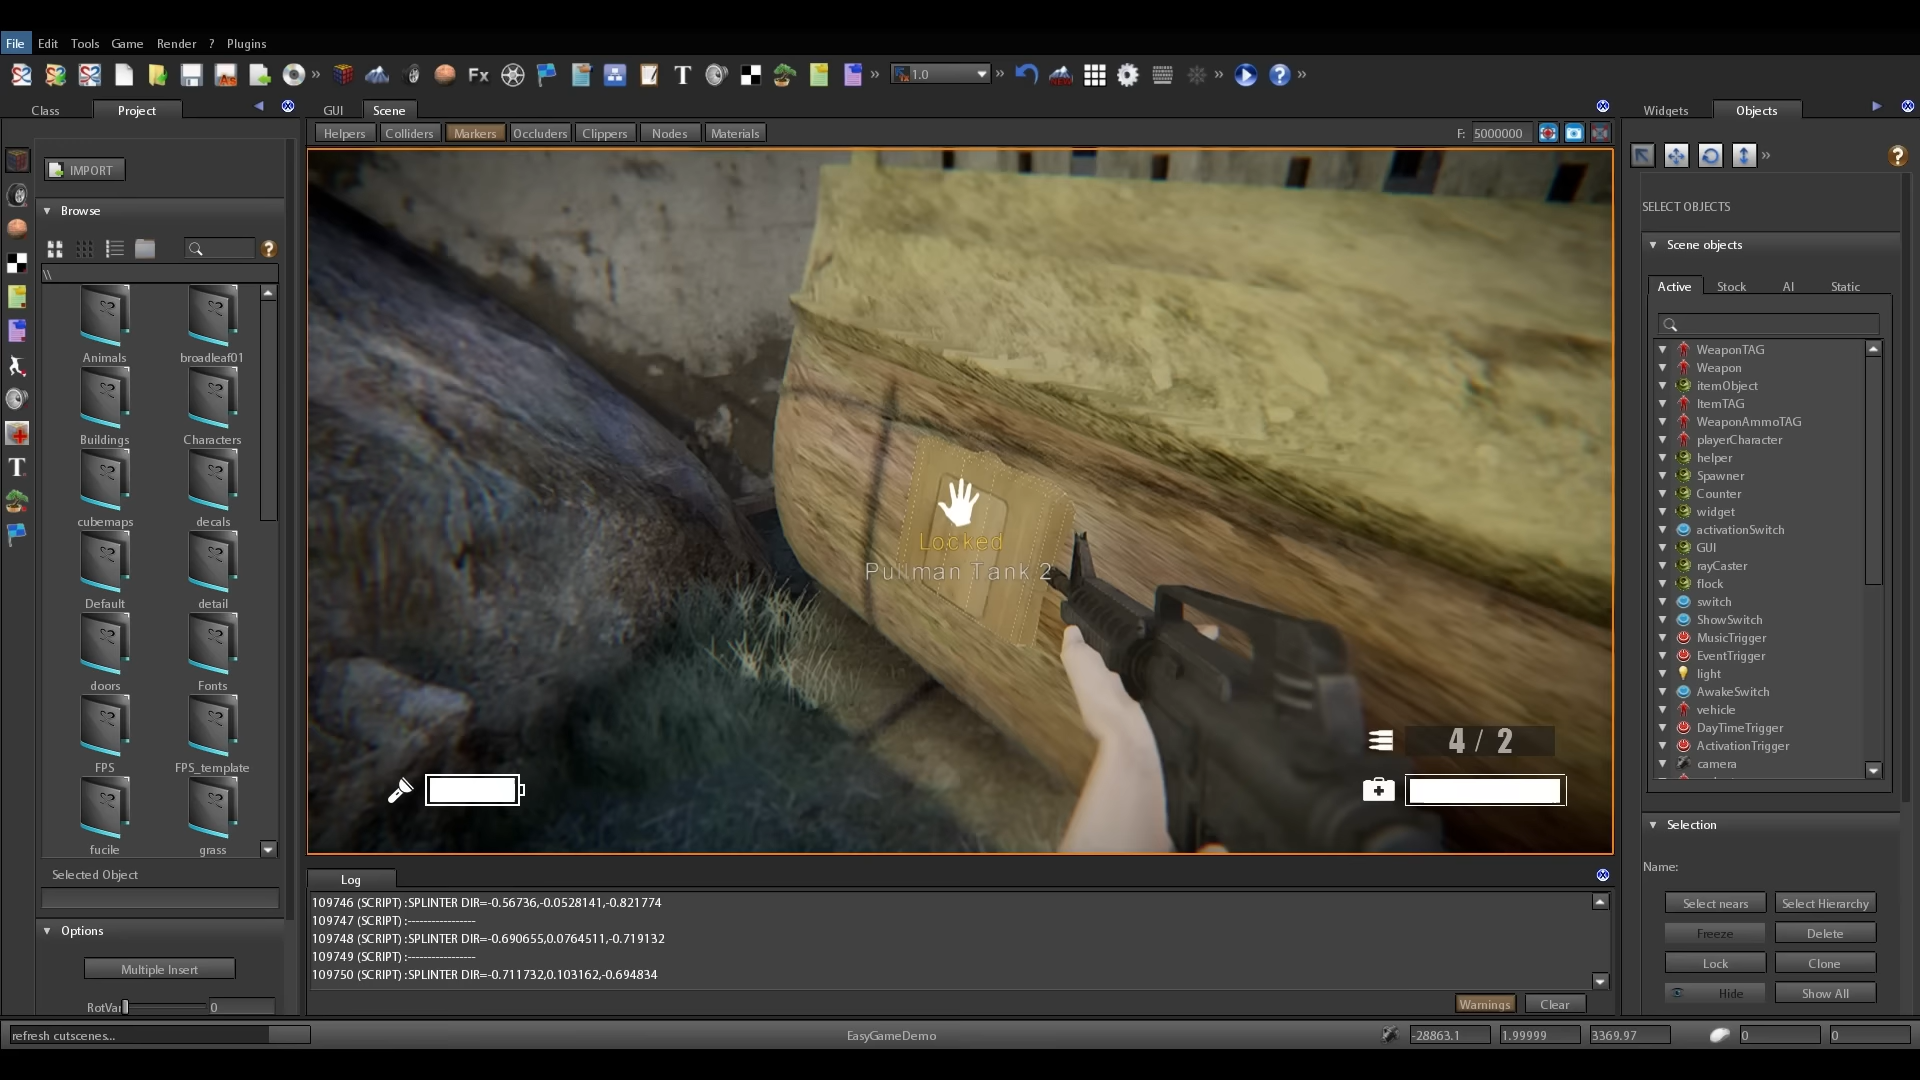 File Edit Tools Game Render ? Plugins
Fx T 1.0
Class Project
GUI Scene
Widgets Objects
Helpers Colliders Markers Occluders Clippers Nodes Materials
F: 5000000
IMPORT
Browse
\\
Animals broadleaf01
Buildings Characters
cubemaps decals
Default detail
doors Fonts
FPS FPS_template
fucile grass
Selected Object
Options
Multiple Insert
RotVar 0
Locked
Pullman Tank 2
4 / 2
Log
109746 (SCRIPT) :SPLINTER DIR=-0.56736,-0.0528141,-0.821774
109747 (SCRIPT) :-----------------
109748 (SCRIPT) :SPLINTER DIR=-0.690655,0.0764511,-0.719132
109749 (SCRIPT) :-----------------
109750 (SCRIPT) :SPLINTER DIR=-0.711732,0.103162,-0.694834
Warnings Clear
SELECT OBJECTS
Scene objects
Active Stock AI Static
WeaponTAG
Weapon
itemObject
ItemTAG
WeaponAmmoTAG
playerCharacter
helper
Spawner
Counter
widget
activationSwitch
GUI
rayCaster
flock
switch
ShowSwitch
MusicTrigger
EventTrigger
light
AwakeSwitch
vehicle
DayTimeTrigger
ActivationTrigger
camera
Selection
Name:
Select nears Select Hierarchy
Freeze Delete
Lock Clone
Hide Show All
refresh cutscenes... EasyGameDemo -28863.1 1.99999 3369.97 0 0